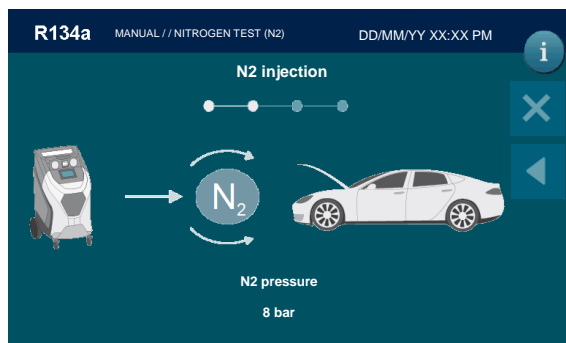 R134a MANUAL / / NITROGEN TEST (N2) DD/MM/YY XX:XX PM
i
N2 injection
N2
N2 pressure
8 bar